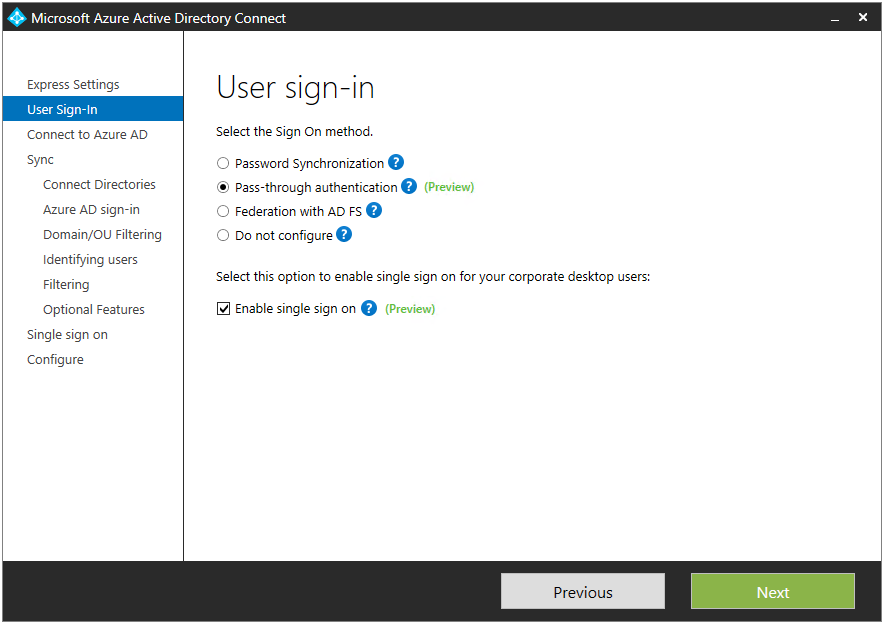 Microsoft Azure Active Directory Connect
Express Settings
User Sign-In
Connect to Azure AD
Sync
Connect Directories
Azure AD sign-in
Domain/OU Filtering
Identifying users
Filtering
Optional Features
Single sign on
Configure
User sign-in
Select the Sign On method.
Password Synchronization ?
Pass-through authentication ? (Preview)
Federation with AD FS ?
Do not configure ?
Select this option to enable single sign on for your corporate desktop users:
Enable single sign on ? (Preview)
Previous
Next